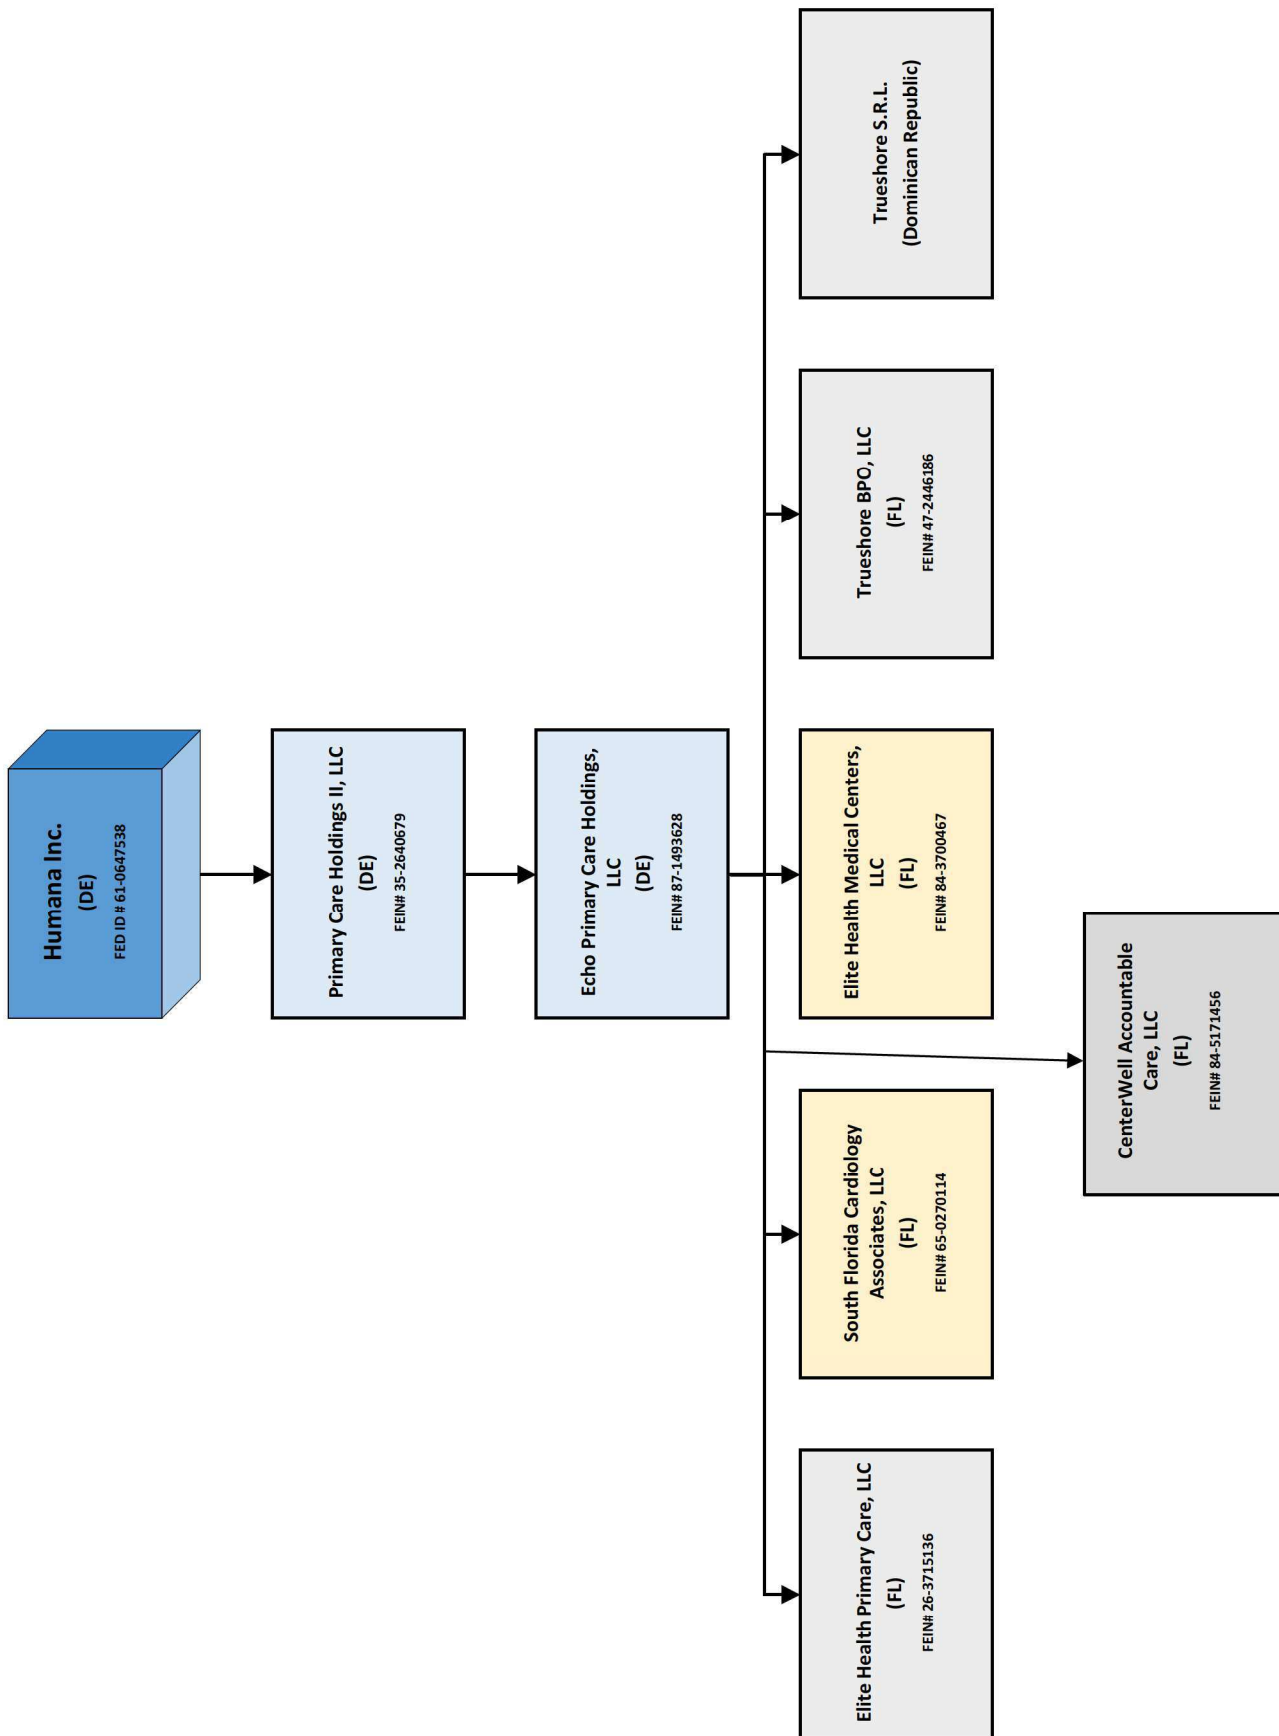 Humana Inc.
(DE)
FED ID # 61-0647538
Primary Care Holdings II, LLC
(DE)
FEIN# 35-2640679
Echo Primary Care Holdings,
LLC
(DE)
FEIN# 87-1493628
Elite Health Primary Care, LLC
(FL)
FEIN# 26-3715136
South Florida Cardiology
Associates, LLC
(FL)
FEIN# 65-0270114
Elite Health Medical Centers,
LLC
(FL)
FEIN# 84-3700467
Trueshore BPO, LLC
(FL)
FEIN# 47-2446186
Trueshore S.R.L.
(Dominican Republic)
CenterWell Accountable
Care, LLC
(FL)
FEIN# 84-5171456